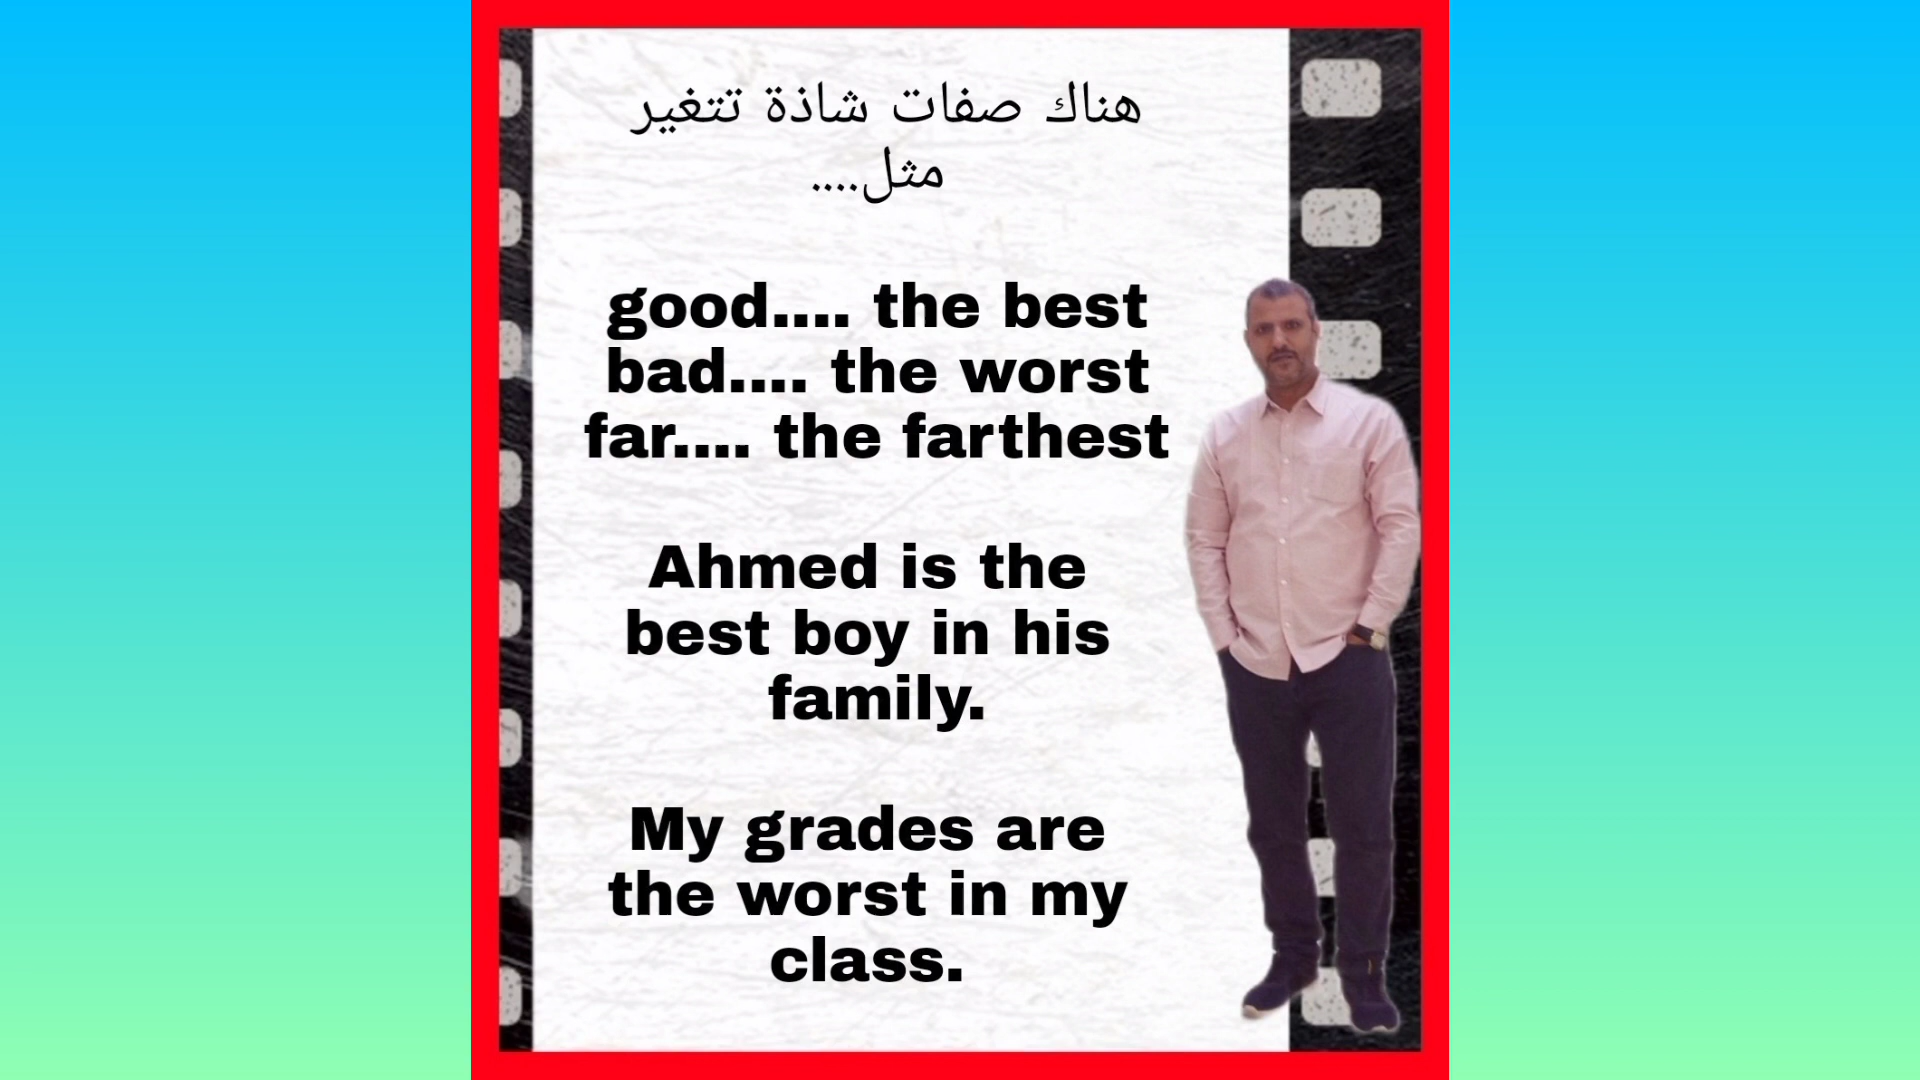 هناك صفات شاذة تتغير
مثل....
good.... the best
bad.... the worst
far.... the farthest
Ahmed is the
best boy in his
family.
My grades are
the worst in my
class.